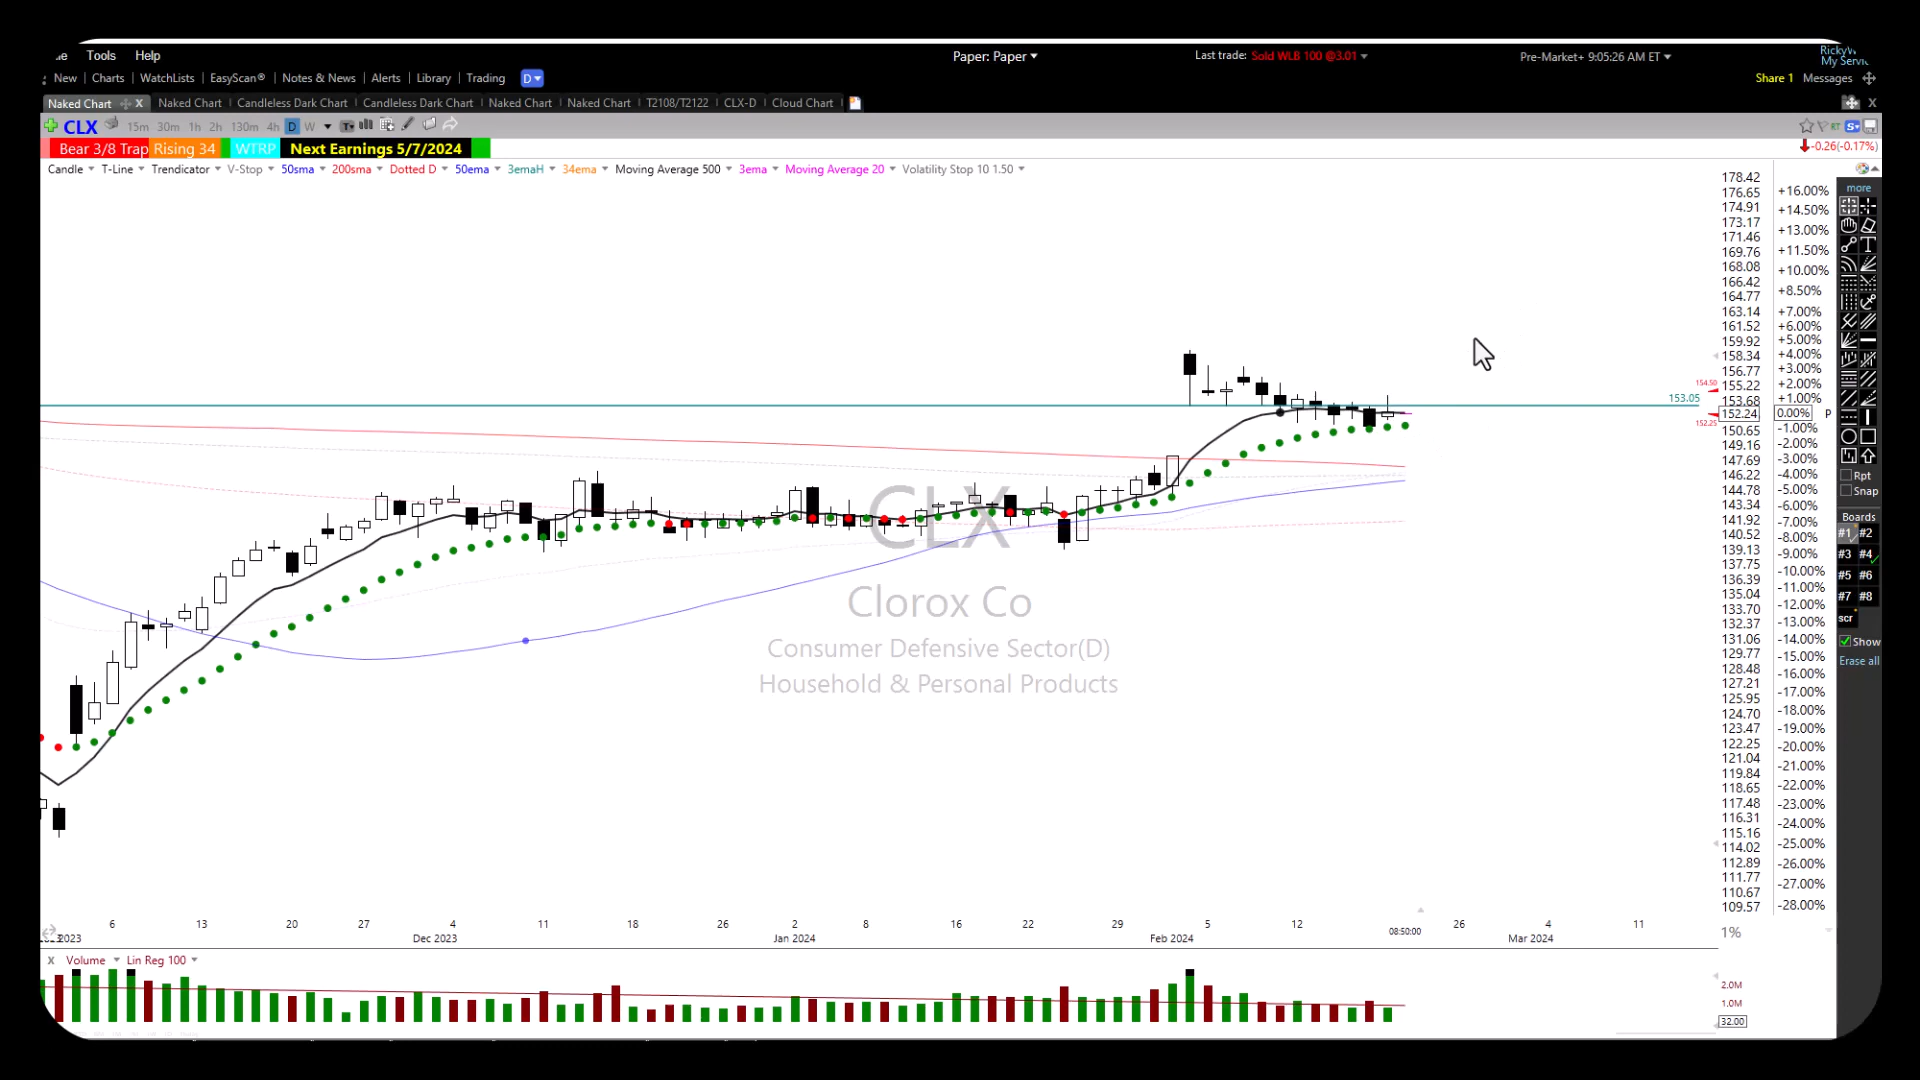 Tools Help Paper: Paper Last trade: Sold WLB 100 @3.01 Pre-Market+ 9:05:26 AM ET
New Charts WatchLists EasyScan® Notes & News Alerts Library Trading D Share 1 Messages
Naked Chart X Naked Chart Candleless Dark Chart Candleless Dark Chart Naked Chart Naked Chart T2108/T2122 CLX-D Cloud Chart X
CLX 15m 30m 1h 2h 130m 4h D W
Bear 3/8 Trap Rising 34 WTRP Next Earnings 5/7/2024 -0.26(-0.17%)
Candle T-Line Trendicator V-Stop 50sma 200sma Dotted D 50ema 3emaH 34ema Moving Average 500 3ema Moving Average 20 Volatility Stop 10 1.50
178.42
176.65 +16.00%
174.91 +14.50%
173.17 +13.00%
171.46
169.76 +11.50%
168.08 +10.00%
166.42
164.77 +8.50%
163.14 +7.00%
161.52 +6.00%
159.92 +5.00%
158.34 +4.00%
156.77 +3.00%
154.50 155.22 +2.00%
153.05 153.68 +1.00%
152.24 0.00% P
152.25 150.65 -1.00%
149.16 -2.00%
147.69 -3.00%
146.22 -4.00%
144.78 -5.00%
143.34 -6.00%
141.92 -7.00%
140.52 -8.00%
139.13 -9.00%
137.75 -10.00%
136.39 -11.00%
135.04 -12.00%
133.70
132.37 -13.00%
131.06 -14.00%
129.77 -15.00%
128.48 -16.00%
127.21 -17.00%
125.95
124.70 -18.00%
123.47 -19.00%
122.25 -20.00%
121.04 -21.00%
119.84
118.65 -22.00%
117.48 -23.00%
116.31 -24.00%
115.16
114.02 -25.00%
112.89 -26.00%
111.77 -27.00%
110.67
109.57 -28.00%
CLX
Clorox Co
Consumer Defensive Sector(D)
Household & Personal Products
more
Rpt
Snap
Boards
#1 #2
#3 #4
#5 #6
#7 #8
scr
Show
Erase all
6 13 20 27 4 11 18 26 2 8 16 22 29 5 12 26 4 11
2023 Dec 2023 Jan 2024 Feb 2024 08:50:00 Mar 2024 1%
X Volume Lin Reg 100
2.0M
1.0M
32.00